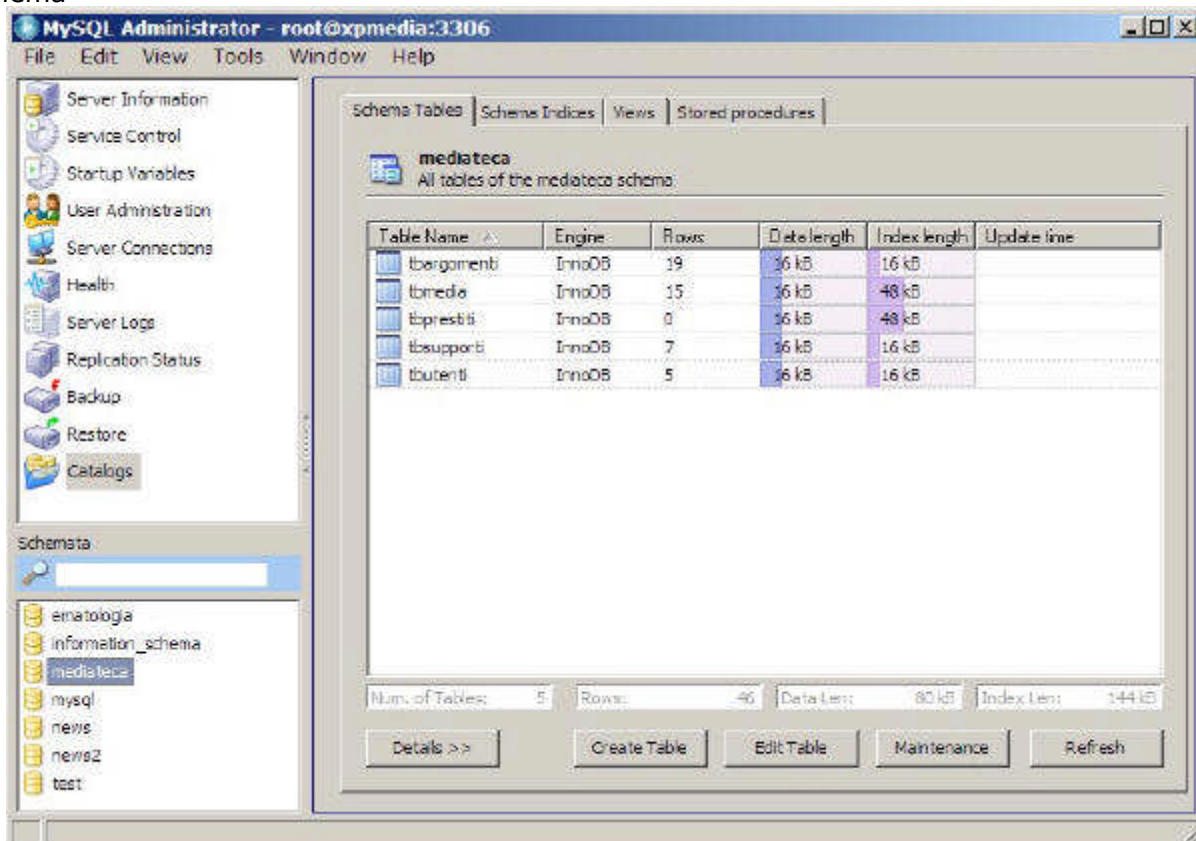 MySQL Administrator - root@xpmedia:3306
File Edit View Tools Window Help
Server Information
Service Control
Startup Variables
User Administration
Server Connections
Health
Server Logs
Replication Status
Backup
Restore
Catalogs
Schemata
ematologia
information_schema
mediateca
mysql
news
news2
test
Schema Tables Schema Indices Views Stored procedures
mediateca
All tables of the mediateca schema
Table Name Engine Rows Data length Index length Update time
tbargomenti InnoDB 19 16 kB 16 kB
tbmedia InnoDB 15 16 kB 48 kB
tbprestiti InnoDB 0 16 kB 48 kB
tbsupporti InnoDB 7 16 kB 16 kB
tbutenti InnoDB 5 16 kB 16 kB
Num. of Tables: 5 Rows: 46 Data Len: 80 kB Index Len: 144 kB
Details >> Create Table Edit Table Maintenance Refresh